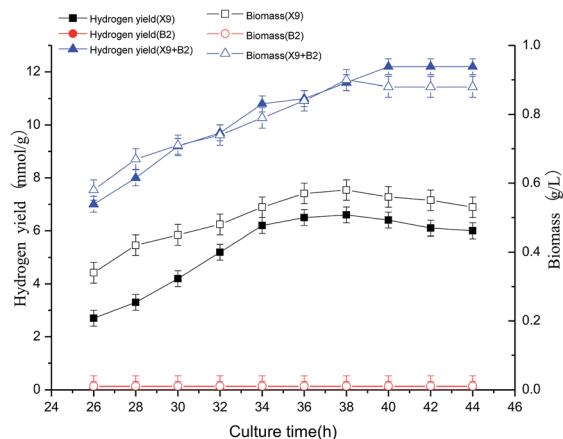 Hydrogen yield(X9) Biomass(X9)
Hydrogen yield(B2) Biomass(B2)
Hydrogen yield(X9+B2) Biomass(X9+B2)
Hydrogen yield (mmol/g)
12
10
8
6
4
2
0
1.0
0.8
0.6
0.4
0.2
0.0
Biomass (g/L)
24 26 28 30 32 34 36 38 40 42 44 46
Culture time(h)